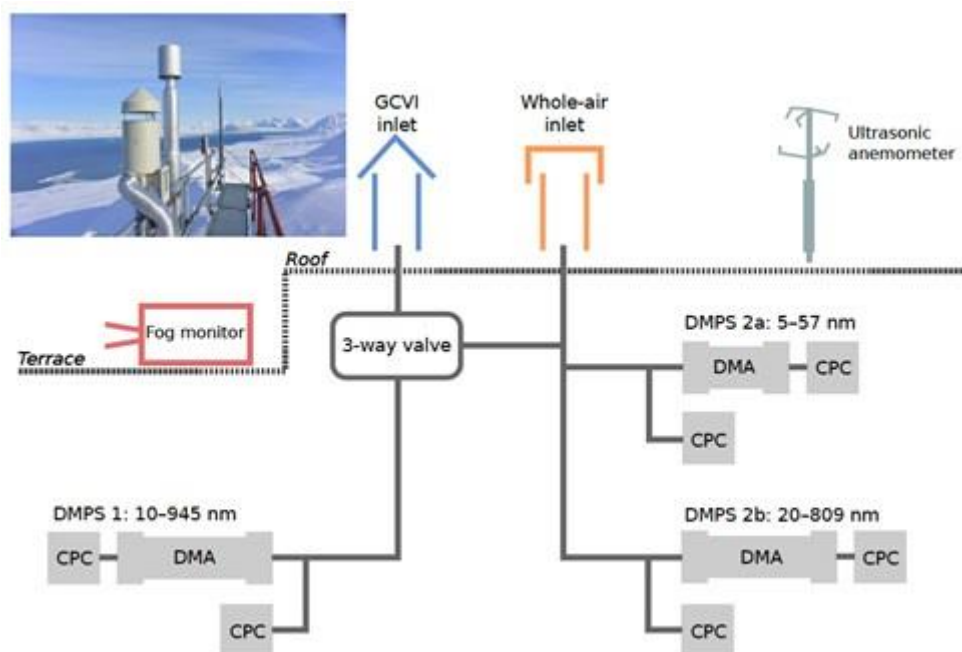 GCVI
inlet
Whole-air
inlet
Ultrasonic
anemometer
Roof
Fog monitor
Terrace
3-way valve
DMPS 2a: 5–57 nm
DMA
CPC
CPC
DMPS 1: 10–945 nm
CPC
DMA
CPC
DMPS 2b: 20–809 nm
DMA
CPC
CPC